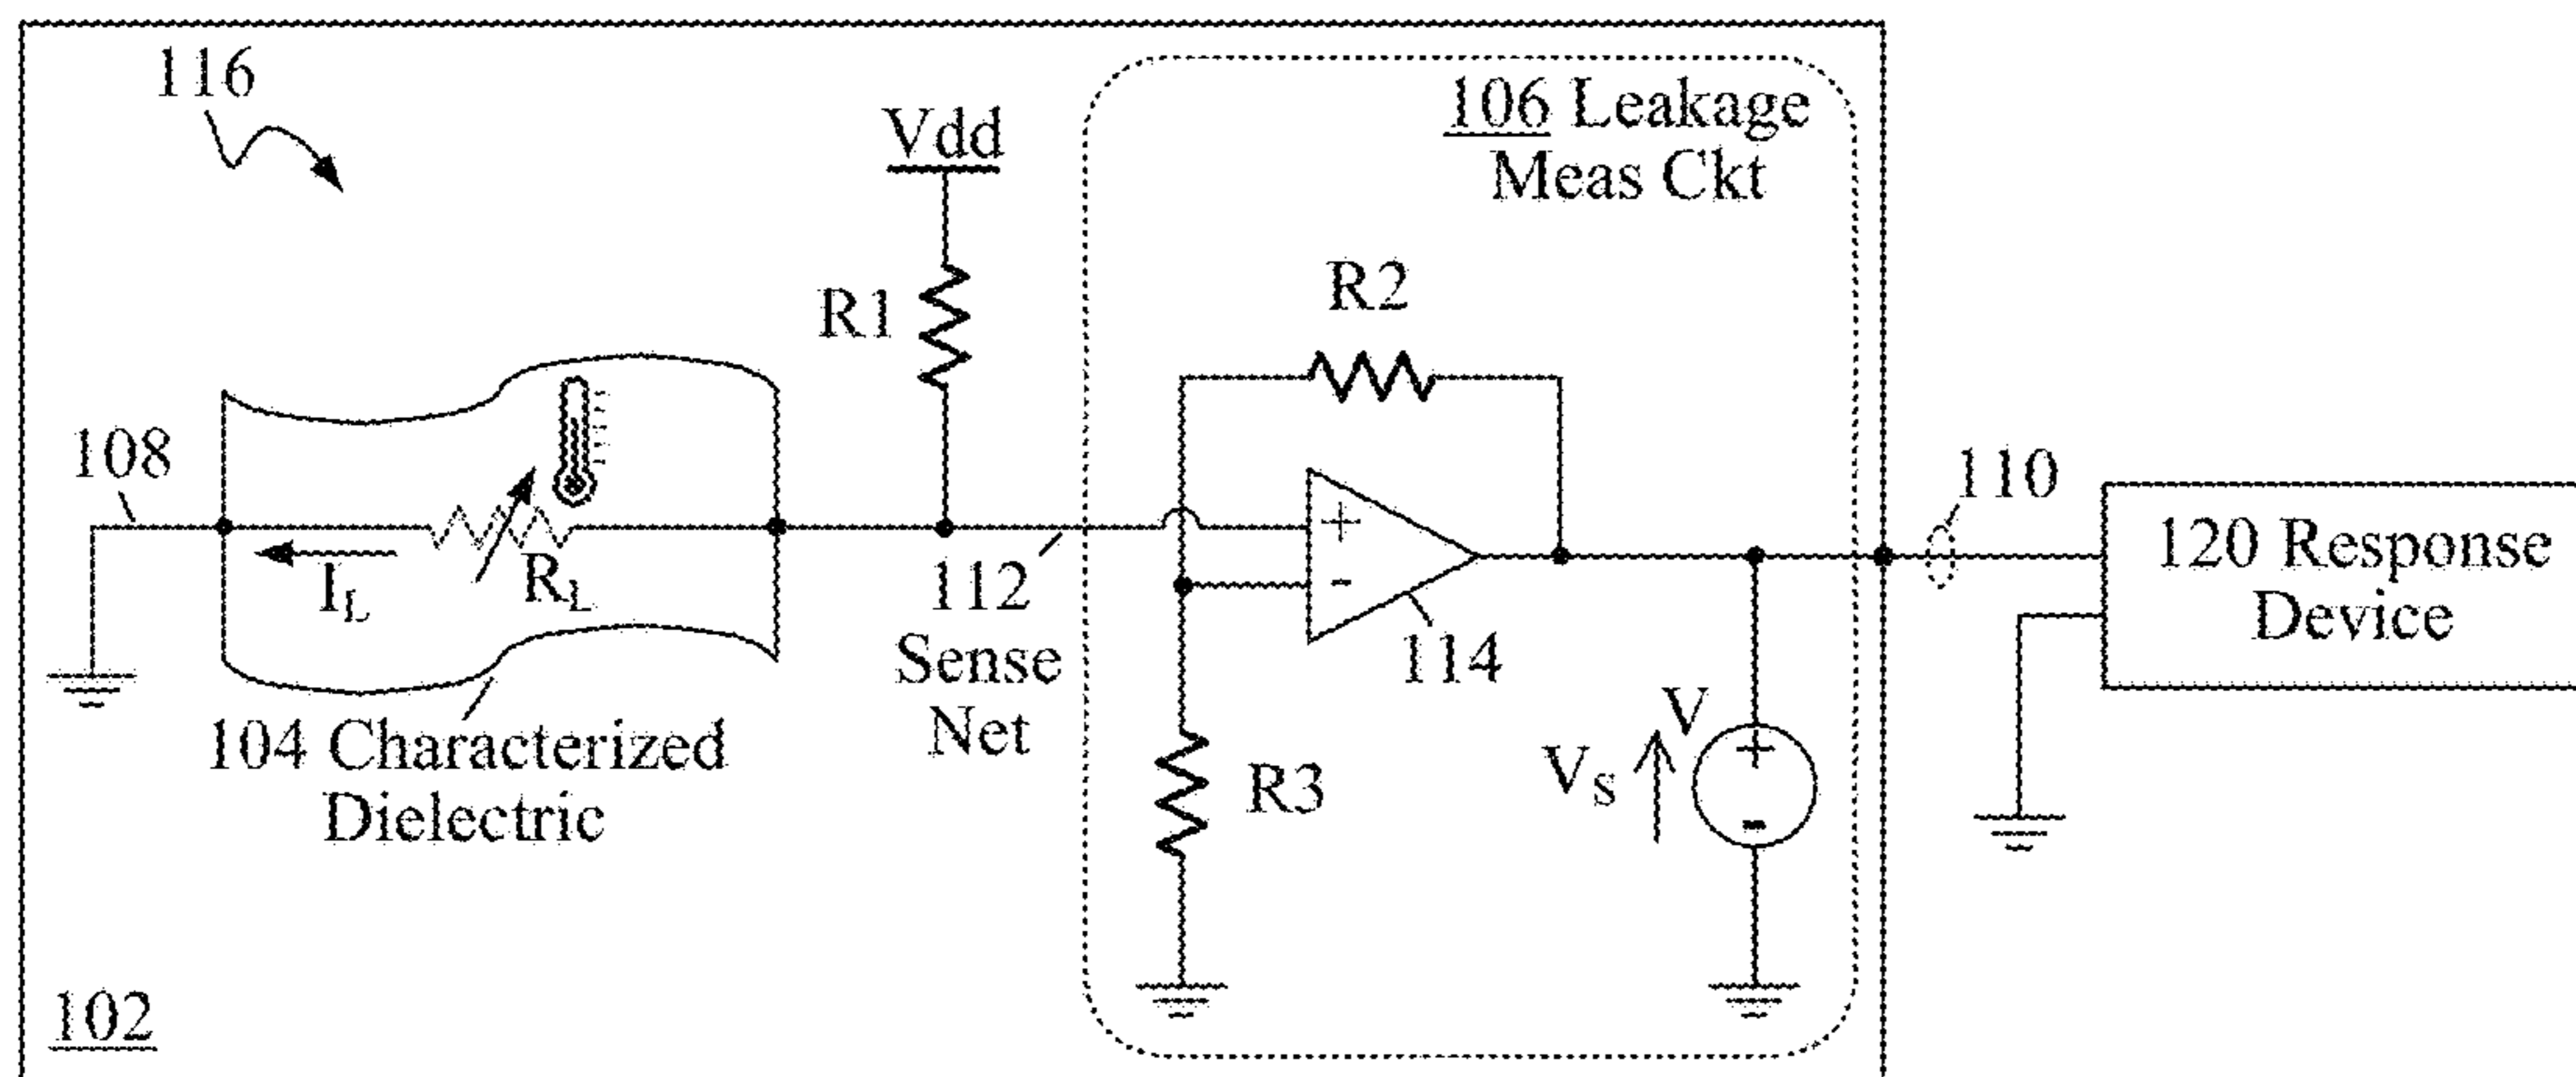 116
Vdd
106 Leakage
Meas Ckt
R1
R2
108
I_L
R_L
112
Sense
Net
+
-
114
110
120 Response
Device
104 Characterized
Dielectric
R3
V
V_S
+
-
102